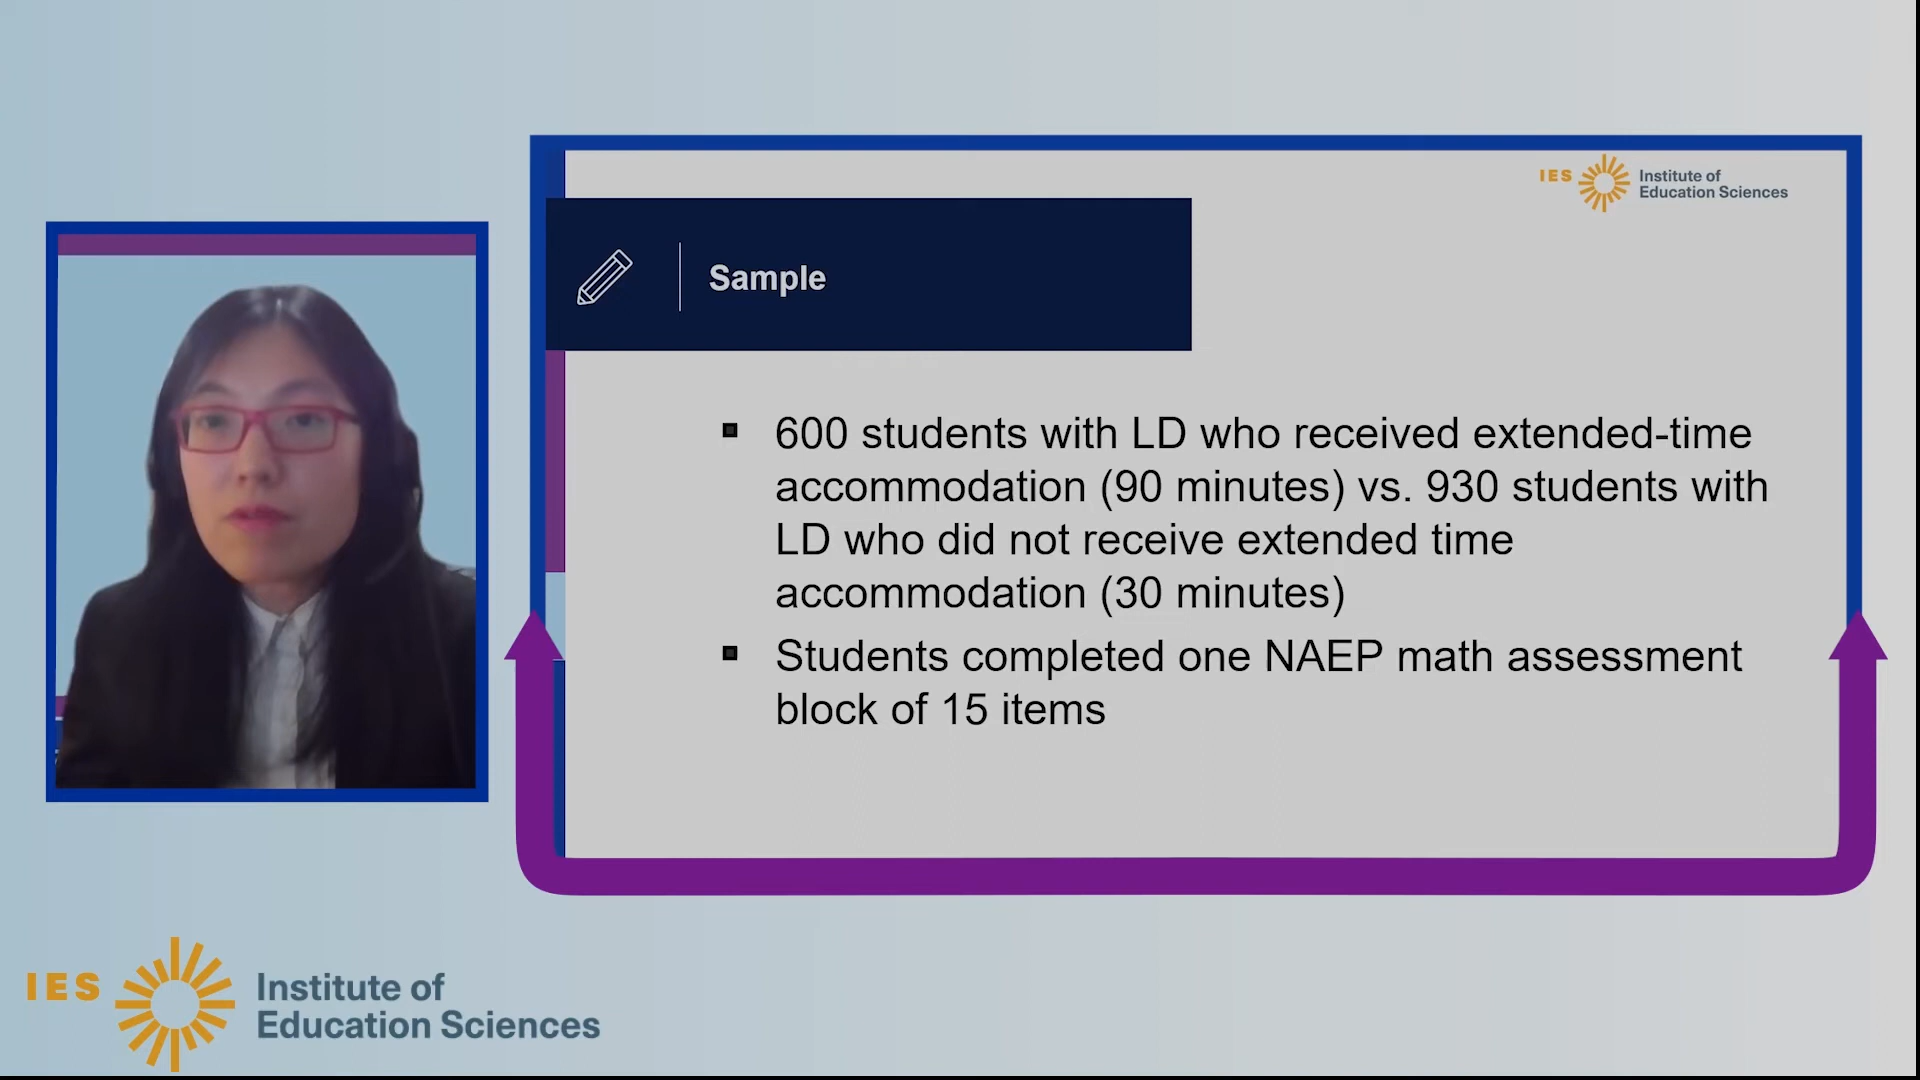 IES
Institute of
Education Sciences
Sample
▪ 600 students with LD who received extended-time
accommodation (90 minutes) vs. 930 students with
LD who did not receive extended time
accommodation (30 minutes)
▪ Students completed one NAEP math assessment
block of 15 items
IES
Institute of
Education Sciences